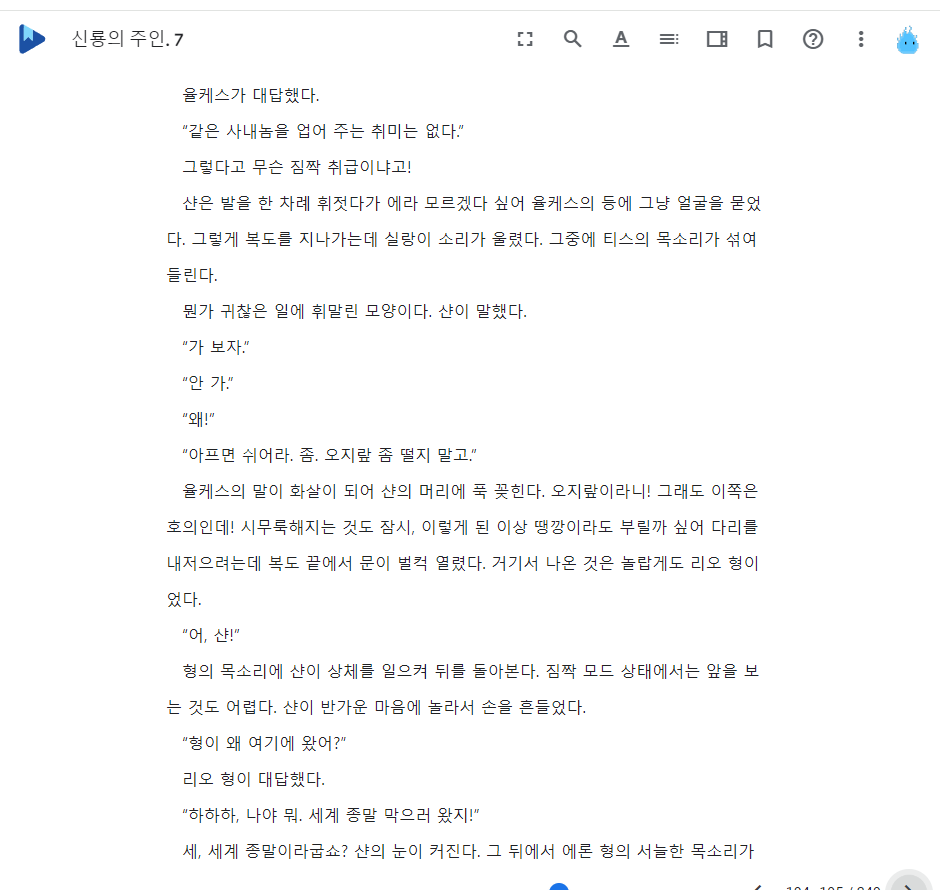 신룡의 주인. 7
율케스가 대답했다.
“같은 사내놈을 업어 주는 취미는 없다.”
그렇다고 무슨 짐짝 취급이냐고!
샨은 발을 한 차례 휘젓다가 에라 모르겠다 싶어 율케스의 등에 그냥 얼굴을 묻었
다. 그렇게 복도를 지나가는데 실랑이 소리가 울렸다. 그중에 티스의 목소리가 섞여
들린다.
뭔가 귀찮은 일에 휘말린 모양이다. 샨이 말했다.
“가 보자.”
“안 가.”
“왜!”
“아프면 쉬어라. 좀. 오지랖 좀 떨지 말고.”
율케스의 말이 화살이 되어 샨의 머리에 푹 꽂힌다. 오지랖이라니! 그래도 이쪽은
호의인데! 시무룩해지는 것도 잠시, 이렇게 된 이상 땡깡이라도 부릴까 싶어 다리를
내저으려는데 복도 끝에서 문이 벌컥 열렸다. 거기서 나온 것은 놀랍게도 리오 형이
었다.
“어, 샨!”
형의 목소리에 샨이 상체를 일으켜 뒤를 돌아본다. 짐짝 모드 상태에서는 앞을 보
는 것도 어렵다. 샨이 반가운 마음에 놀라서 손을 흔들었다.
“형이 왜 여기에 왔어?”
리오 형이 대답했다.
“하하하, 나야 뭐. 세계 종말 막으러 왔지!”
세, 세계 종말이라굽쇼? 샨의 눈이 커진다. 그 뒤에서 에론 형의 서늘한 목소리가